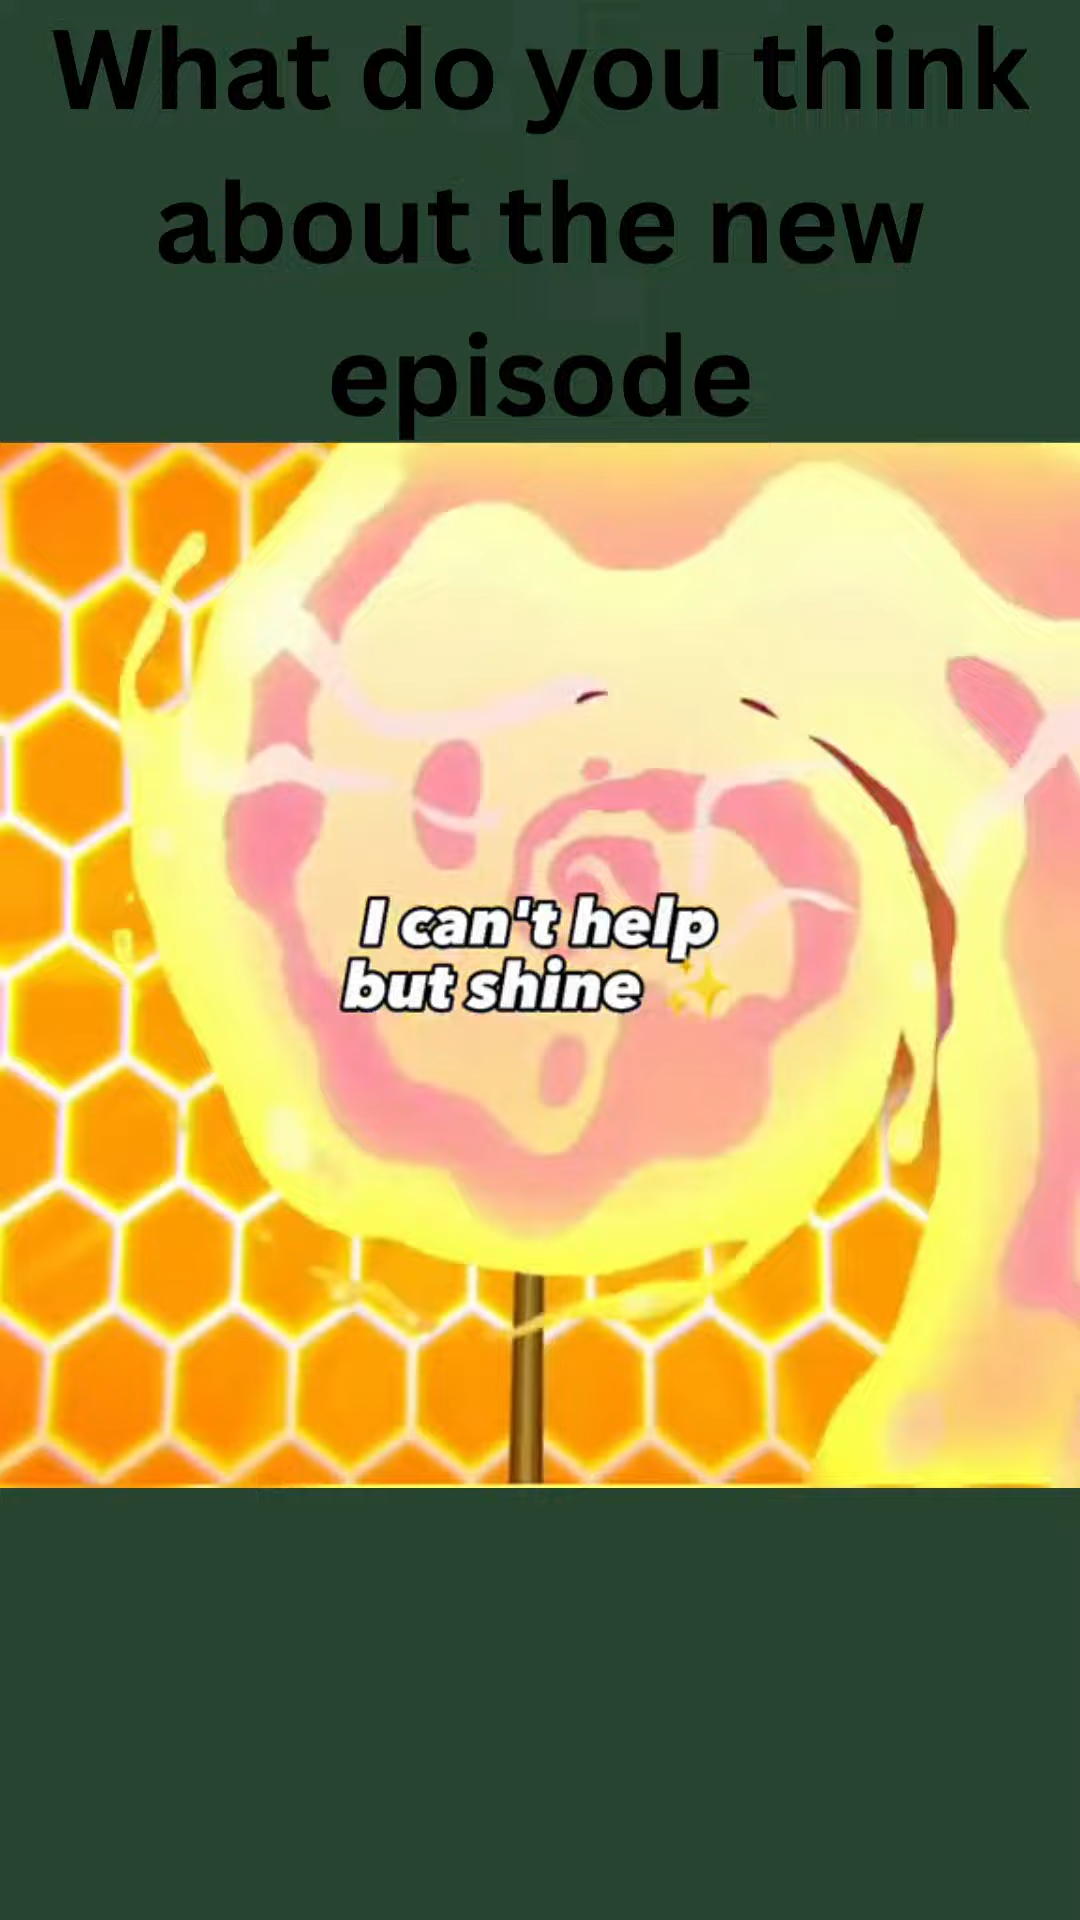 What do you think
about the new
episode
I can't help
but shine ✨